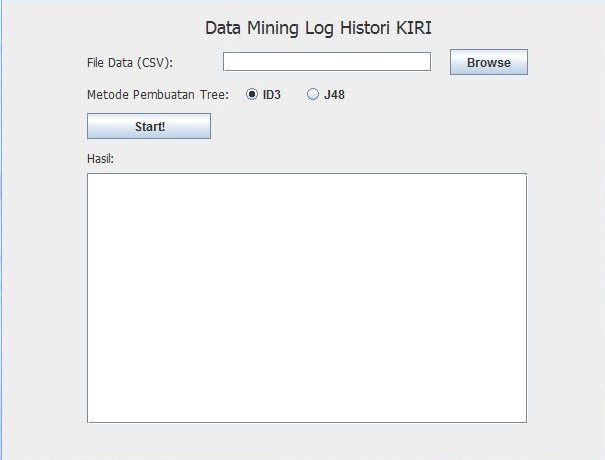 Data Mining Log Histori KIRI
File Data (CSV): Browse
Metode Pembuatan Tree: ID3 J48
Start!
Hasil: